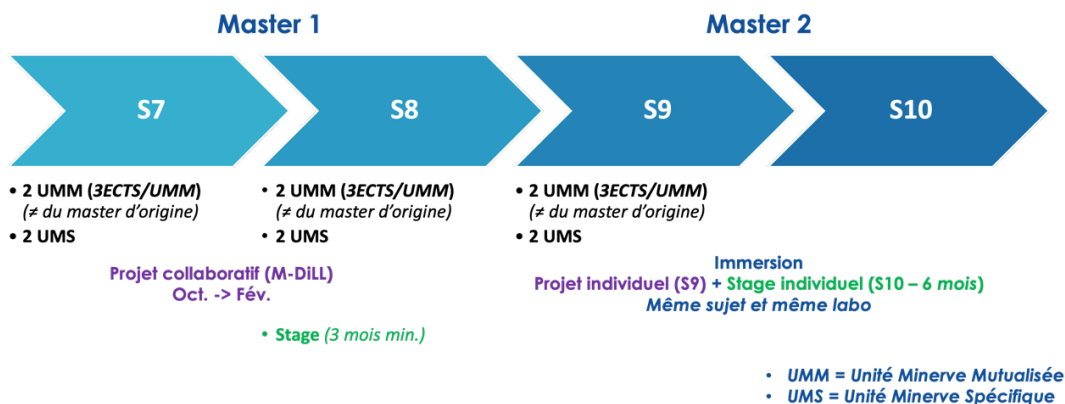 Master 1
Master 2
S7
S8
S9
S10
• 2 UMM (3ECTS/UMM)
(≠ du master d'origine)
• 2 UMS
• 2 UMM (3ECTS/UMM)
(≠ du master d'origine)
• 2 UMS
• 2 UMM (3ECTS/UMM)
(≠ du master d'origine)
• 2 UMS
Projet collaboratif (M-DiLL)
Oct. -> Fév.
• Stage (3 mois min.)
Immersion
Projet individuel (S9) + Stage individuel (S10 – 6 mois)
Même sujet et même labo
• UMM = Unité Minerve Mutualisée
• UMS = Unité Minerve Spécifique